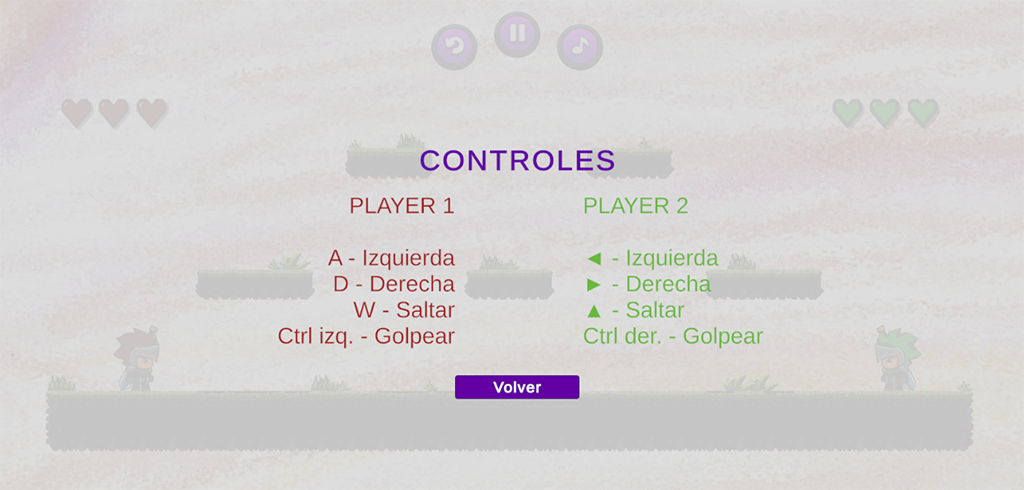 CONTROLES
PLAYER 1
A - Izquierda
D - Derecha
W - Saltar
Ctrl izq. - Golpear
PLAYER 2
◄ - Izquierda
► - Derecha
▲ - Saltar
Ctrl der. - Golpear
Volver